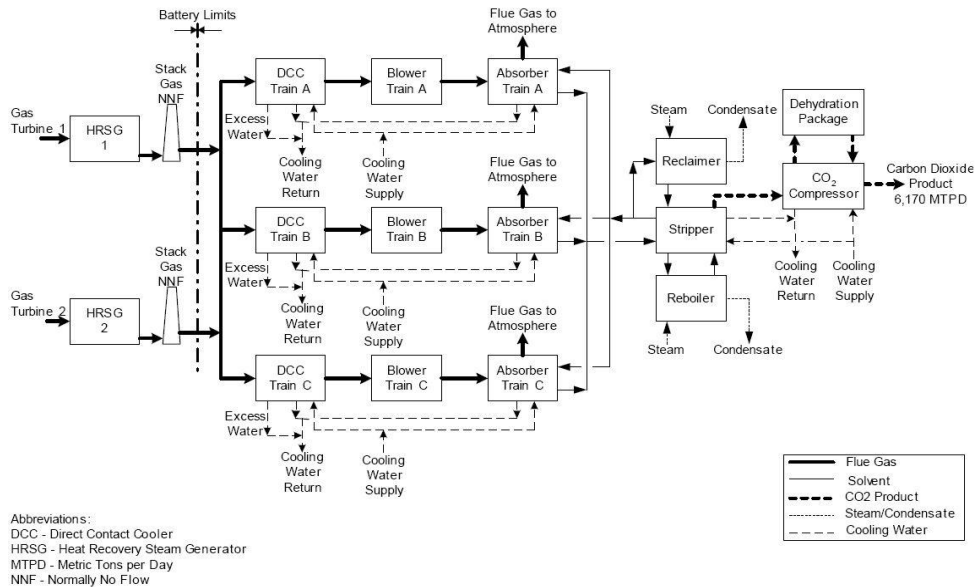 Battery Limits
Gas
Turbine 1
HRSG
1
Stack
Gas
NNF
DCC
Train A
Blower
Train A
Flue Gas to
Atmosphere
Absorber
Train A
Excess
Water
Cooling
Water
Return
Cooling
Water
Supply
DCC
Train B
Blower
Train B
Flue Gas to
Atmosphere
Absorber
Train B
Excess
Water
Cooling
Water
Return
Cooling
Water
Supply
Gas
Turbine 2
HRSG
2
Stack
Gas
NNF
DCC
Train C
Blower
Train C
Flue Gas to
Atmosphere
Absorber
Train C
Excess
Water
Cooling
Water
Return
Cooling
Water
Supply
Steam
Condensate
Reclaimer
Stripper
Reboiler
Steam
Condensate
Dehydration
Package
CO2
Compressor
Carbon Dioxide
Product
6,170 MTPD
Cooling
Water
Return
Cooling
Water
Supply
Flue Gas
Solvent
CO2 Product
Steam/Condensate
Cooling Water
Abbreviations:
DCC - Direct Contact Cooler
HRSG - Heat Recovery Steam Generator
MTPD - Metric Tons per Day
NNF - Normally No Flow